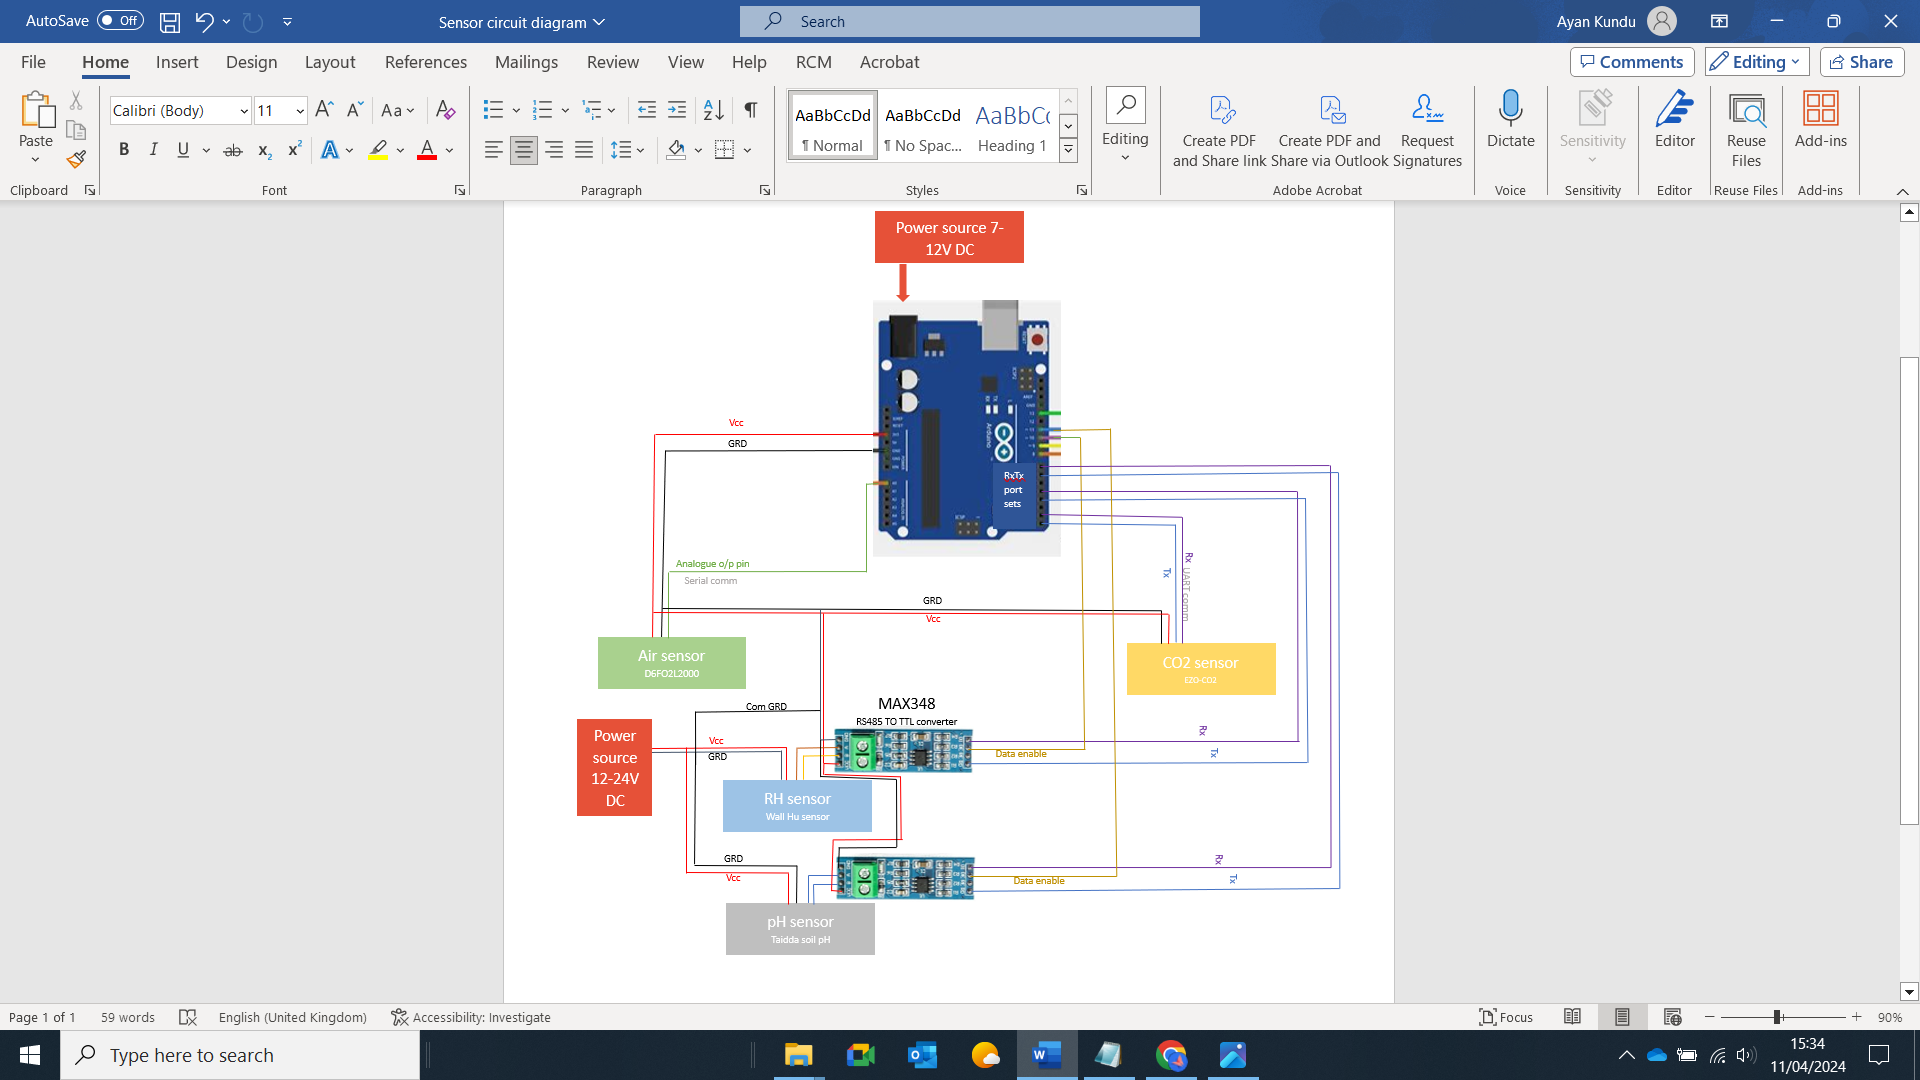 AutoSave Off
Sensor circuit diagram
Search
Ayan Kundu
File Home Insert Design Layout References Mailings Review View Help RCM Acrobat
Comments Editing Share
Paste
Calibri (Body) 11
Aa
AaBbCcDd AaBbCcDd AaBbCc
¶ Normal ¶ No Spac... Heading 1
Editing
Create PDF and Share link
Create PDF and Share via Outlook
Request Signatures
Dictate
Sensitivity
Editor
Reuse Files
Add-ins
Clipboard Font Paragraph Styles Adobe Acrobat Voice Sensitivity Editor Reuse Files Add-ins
Power source 7-
12V DC
Vcc
GRD
RxTx
port
sets
Analogue o/p pin
Serial comm
Rx
Tx
UART comm
GRD
Vcc
Air sensor
D6FO2L2000
CO2 sensor
EZO-CO2
MAX348
RS485 TO TTL converter
Com GRD
Power
source
12-24V
DC
Vcc
GRD
Rx
Tx
Data enable
RH sensor
Wall Hu sensor
GRD
Vcc
Rx
Tx
Data enable
pH sensor
Taidda soil pH
Page 1 of 1 59 words English (United Kingdom) Accessibility: Investigate
Focus 90%
Type here to search
15:34
11/04/2024